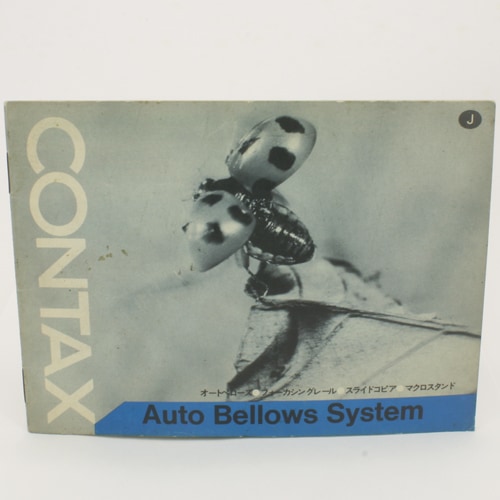 CONTAX
J
オートベローズ●フォーカシングレール●スライドコピア●マクロスタンド
Auto Bellows System